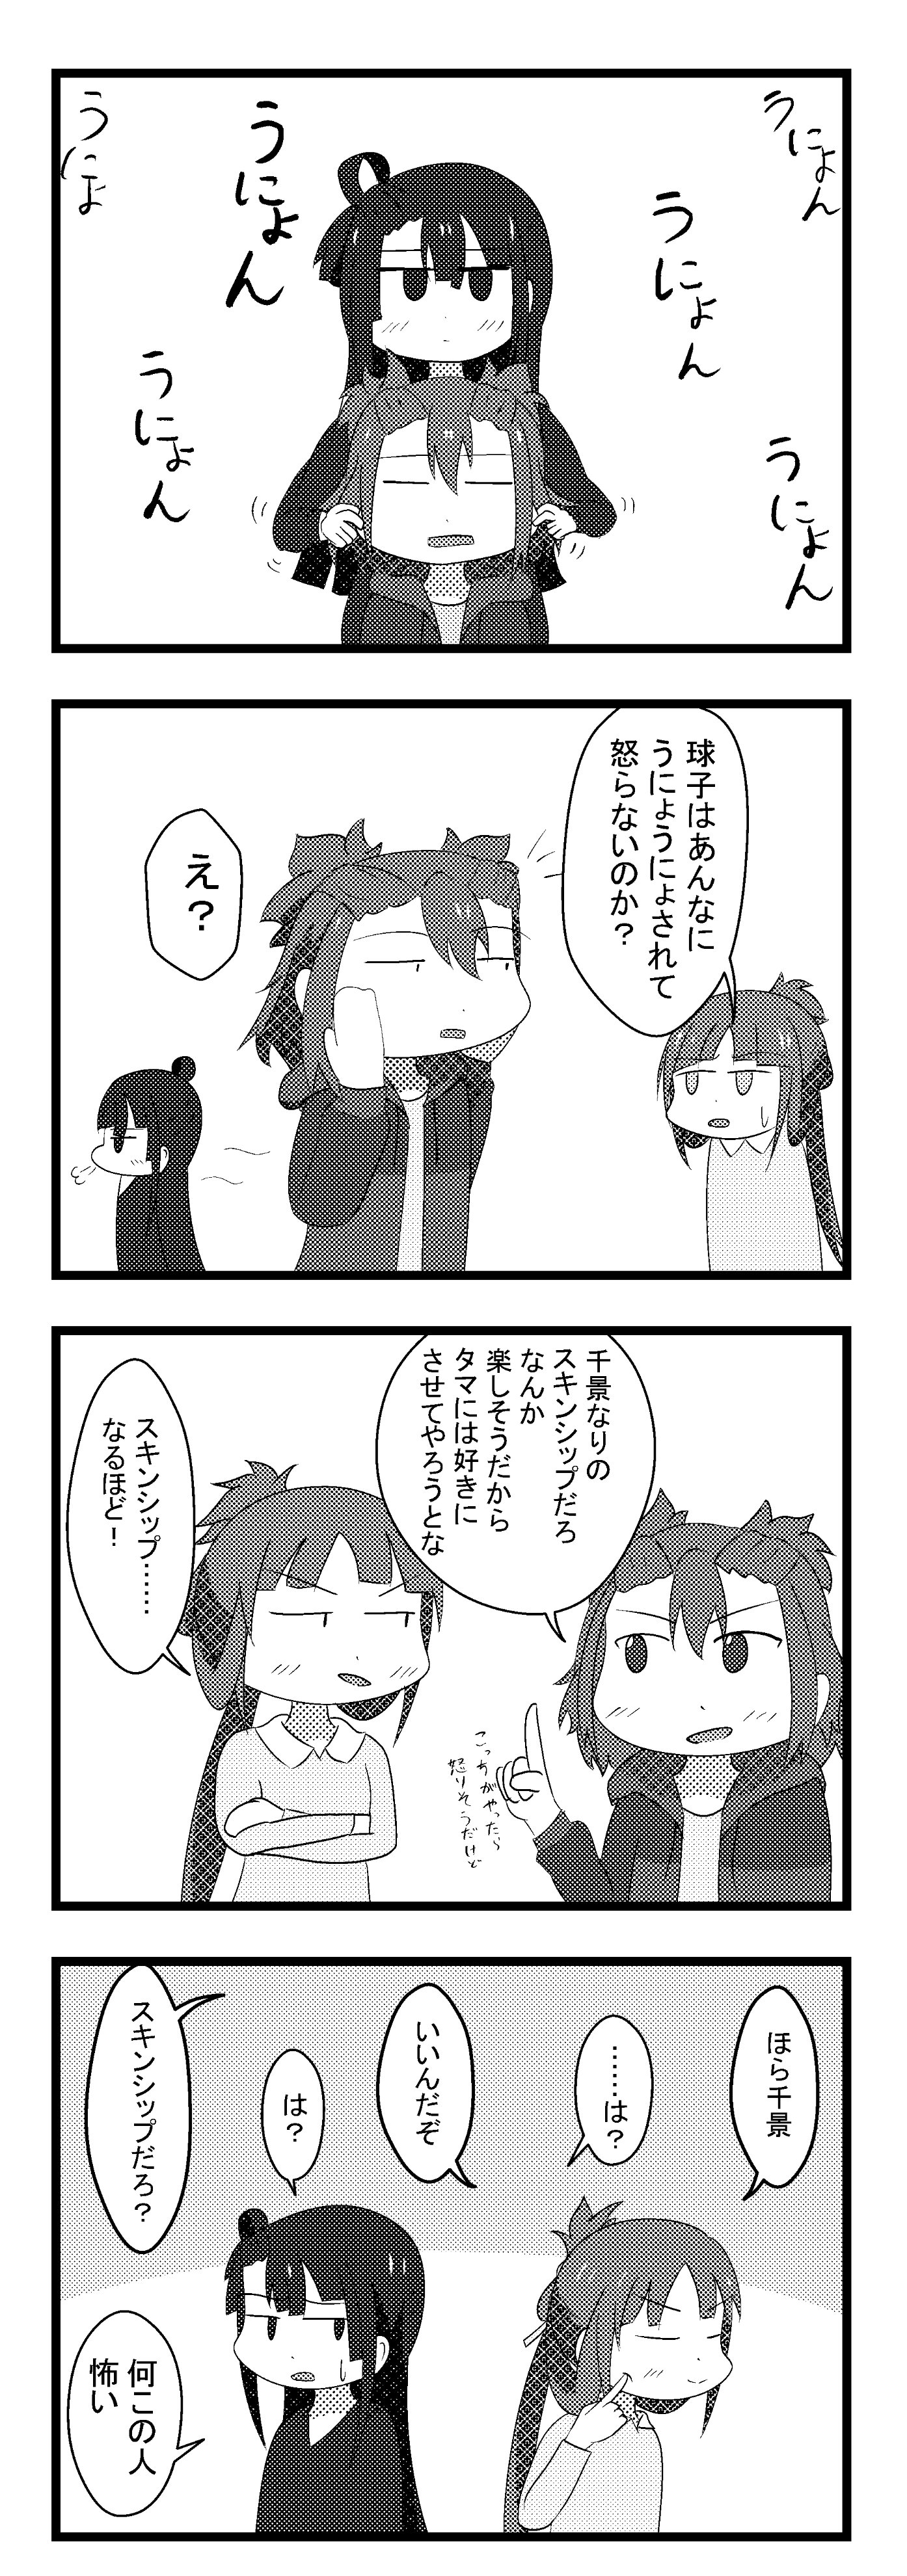 うにょん
うにょん
うにょん
うにょん
うにょん
うにょ
球子はあんなに
うにょうにょされて
怒らないのか？
え？
千景なりの
スキンシップだろ
なんか
楽しそうだから
タマには好きに
させてやろうとな
こっちがやったら
怒りそうだけど
スキンシップ……
なるほど！
ほら千景
……は？
いいんだぞ
は？
スキンシップだろ？
何この人
怖い